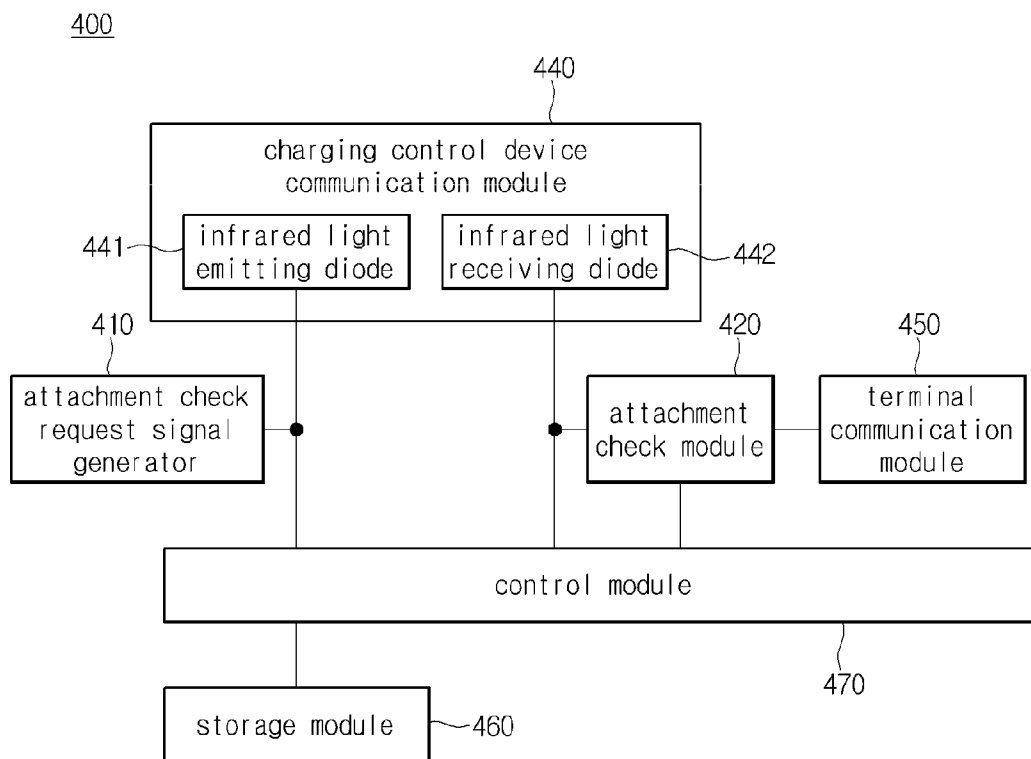 400
440
charging control device
communication module
441
infrared light
emitting diode
infrared light
receiving diode
442
410
420
450
attachment check
request signal
generator
attachment
check module
terminal
communication
module
control module
470
storage module
460